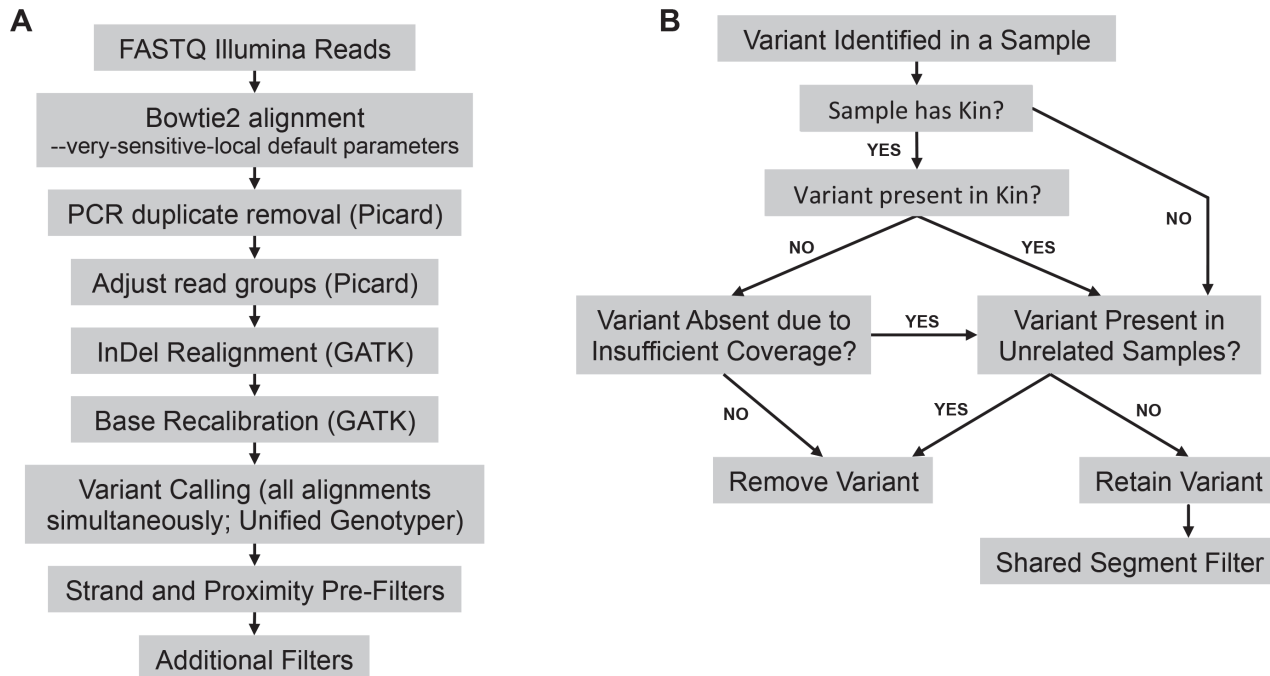 A
FASTQ Illumina Reads
Bowtie2 alignment
--very-sensitive-local default parameters
PCR duplicate removal (Picard)
Adjust read groups (Picard)
InDel Realignment (GATK)
Base Recalibration (GATK)
Variant Calling (all alignments
simultaneously; Unified Genotyper)
Strand and Proximity Pre-Filters
Additional Filters
B
Variant Identified in a Sample
Sample has Kin?
YES
NO
Variant present in Kin?
NO
YES
Variant Absent due to
Insufficient Coverage?
YES
Variant Present in
Unrelated Samples?
NO
YES
NO
Remove Variant
Retain Variant
Shared Segment Filter